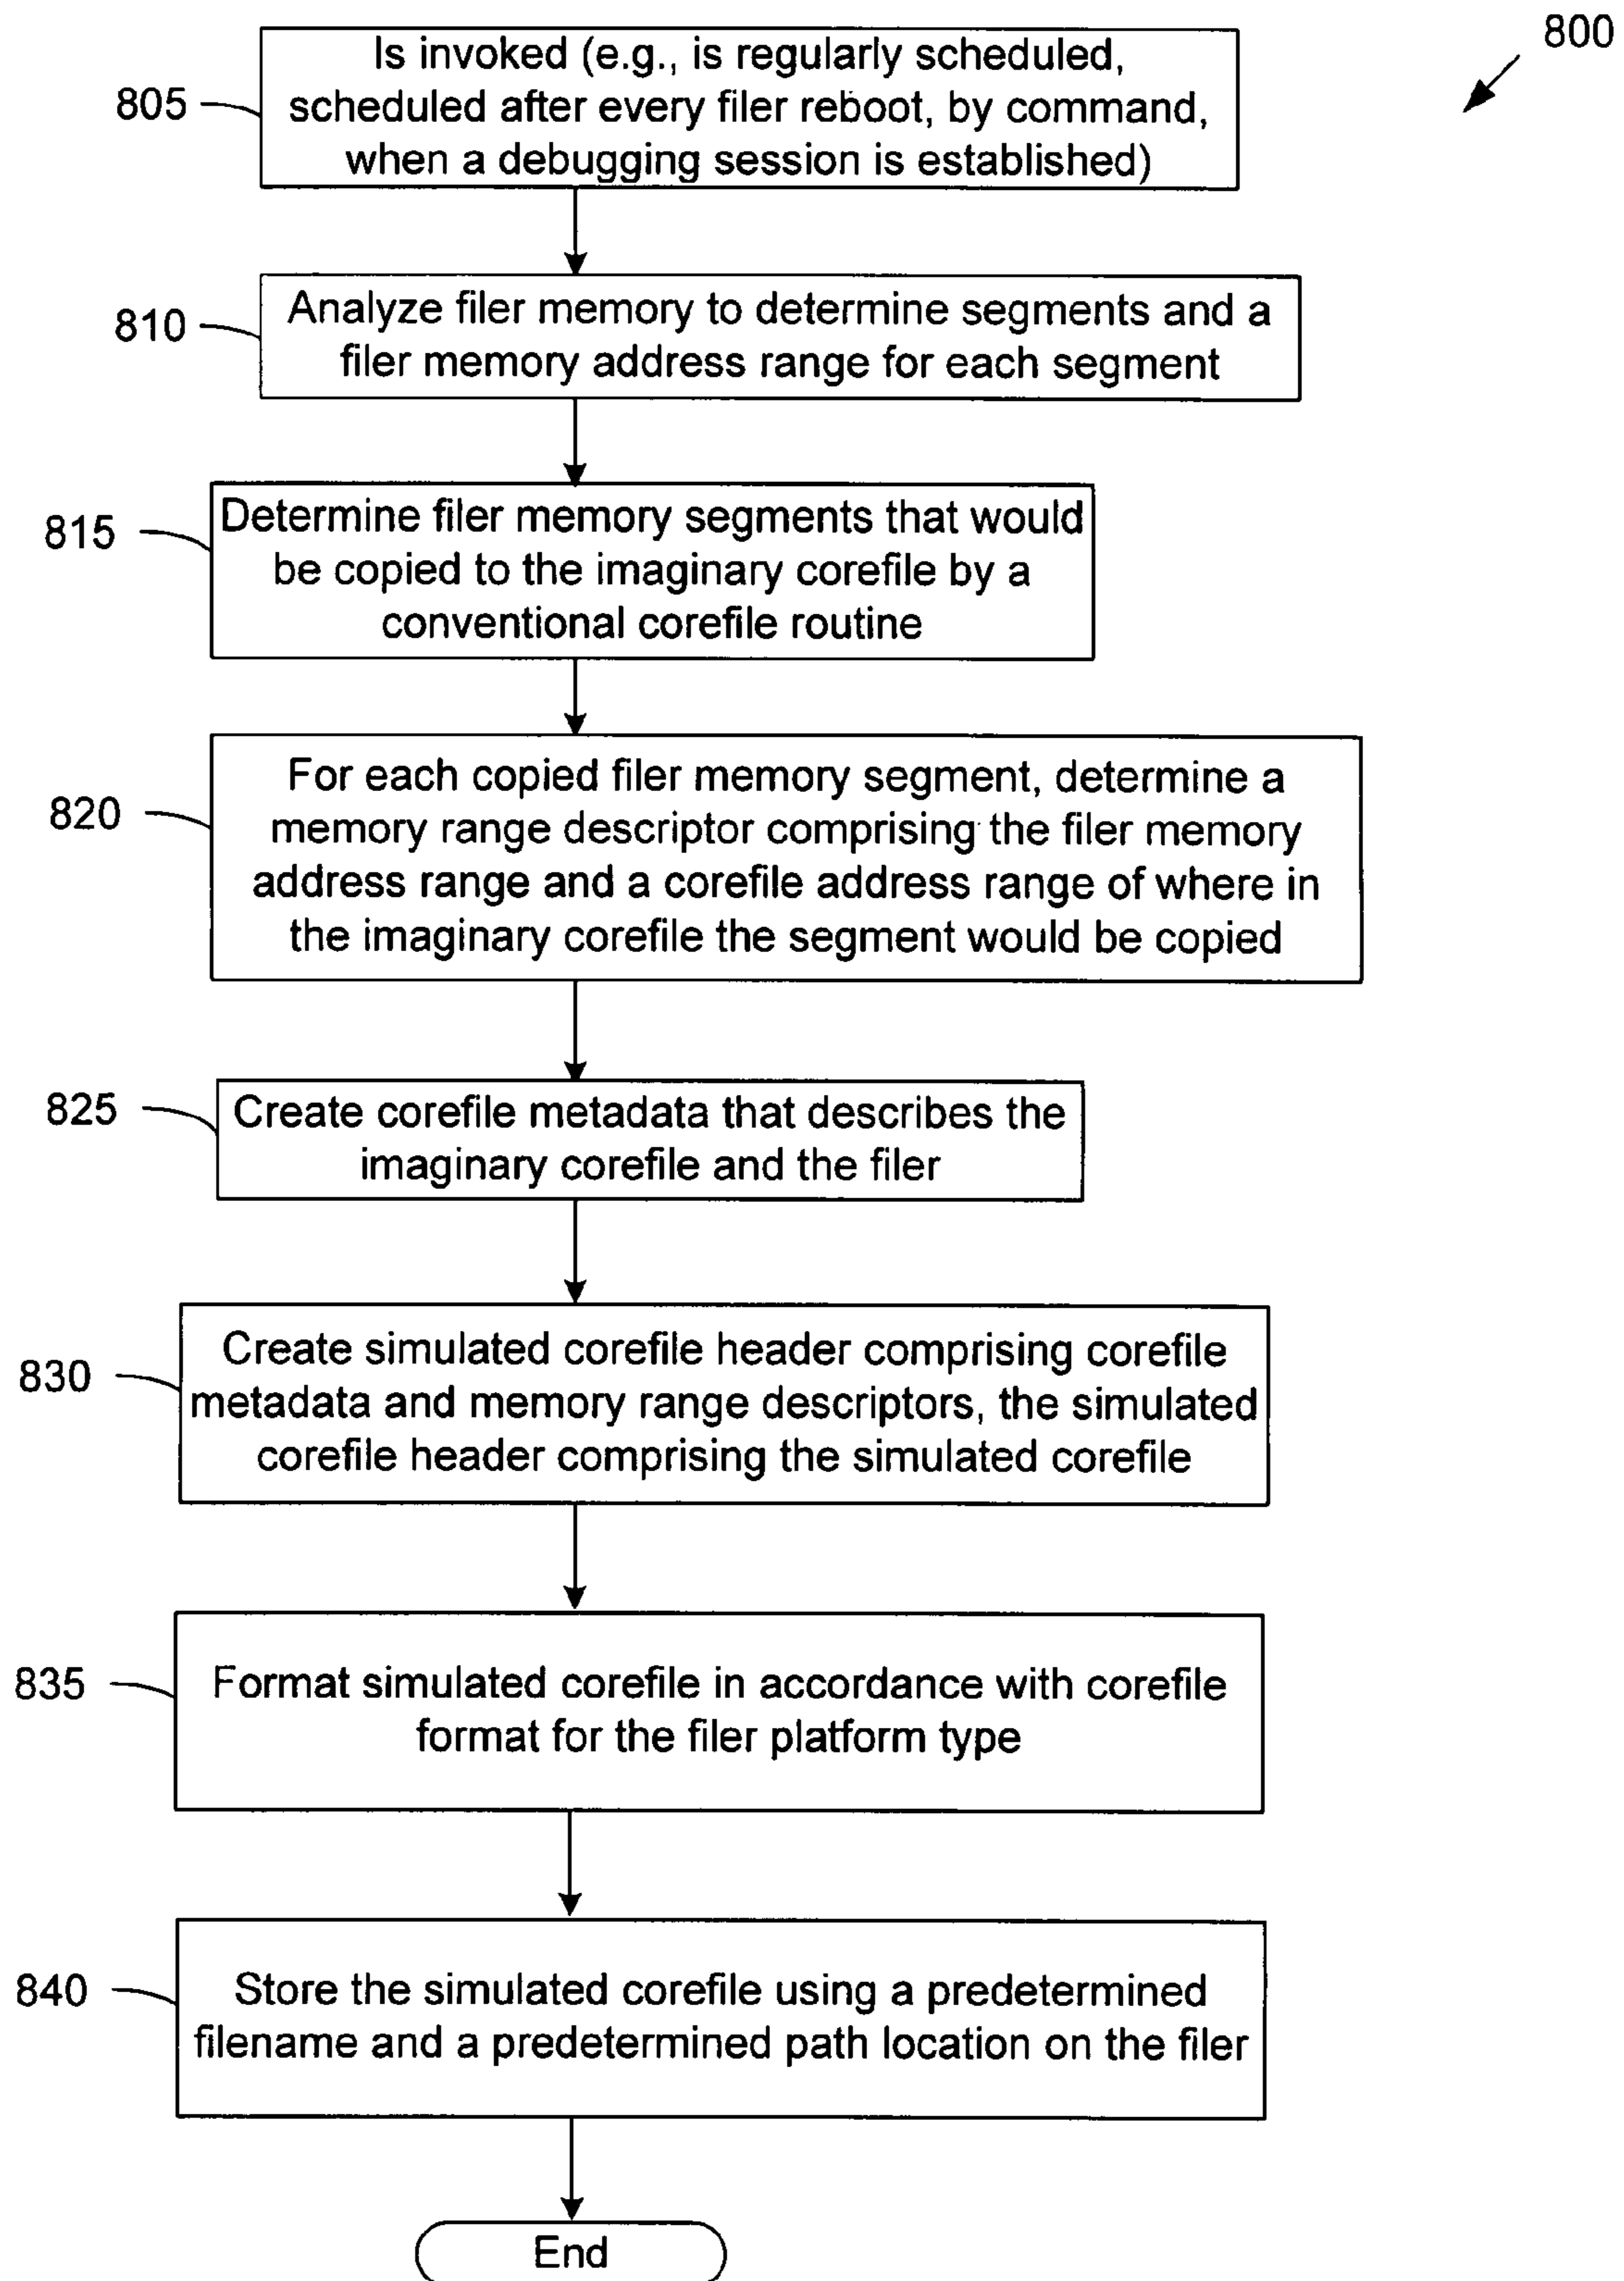 800
805
Is invoked (e.g., is regularly scheduled,
scheduled after every filer reboot, by command,
when a debugging session is established)
810
Analyze filer memory to determine segments and a
filer memory address range for each segment
815
Determine filer memory segments that would
be copied to the imaginary corefile by a
conventional corefile routine
820
For each copied filer memory segment, determine a
memory range descriptor comprising the filer memory
address range and a corefile address range of where in
the imaginary corefile the segment would be copied
825
Create corefile metadata that describes the
imaginary corefile and the filer
830
Create simulated corefile header comprising corefile
metadata and memory range descriptors, the simulated
corefile header comprising the simulated corefile
835
Format simulated corefile in accordance with corefile
format for the filer platform type
840
Store the simulated corefile using a predetermined
filename and a predetermined path location on the filer
End